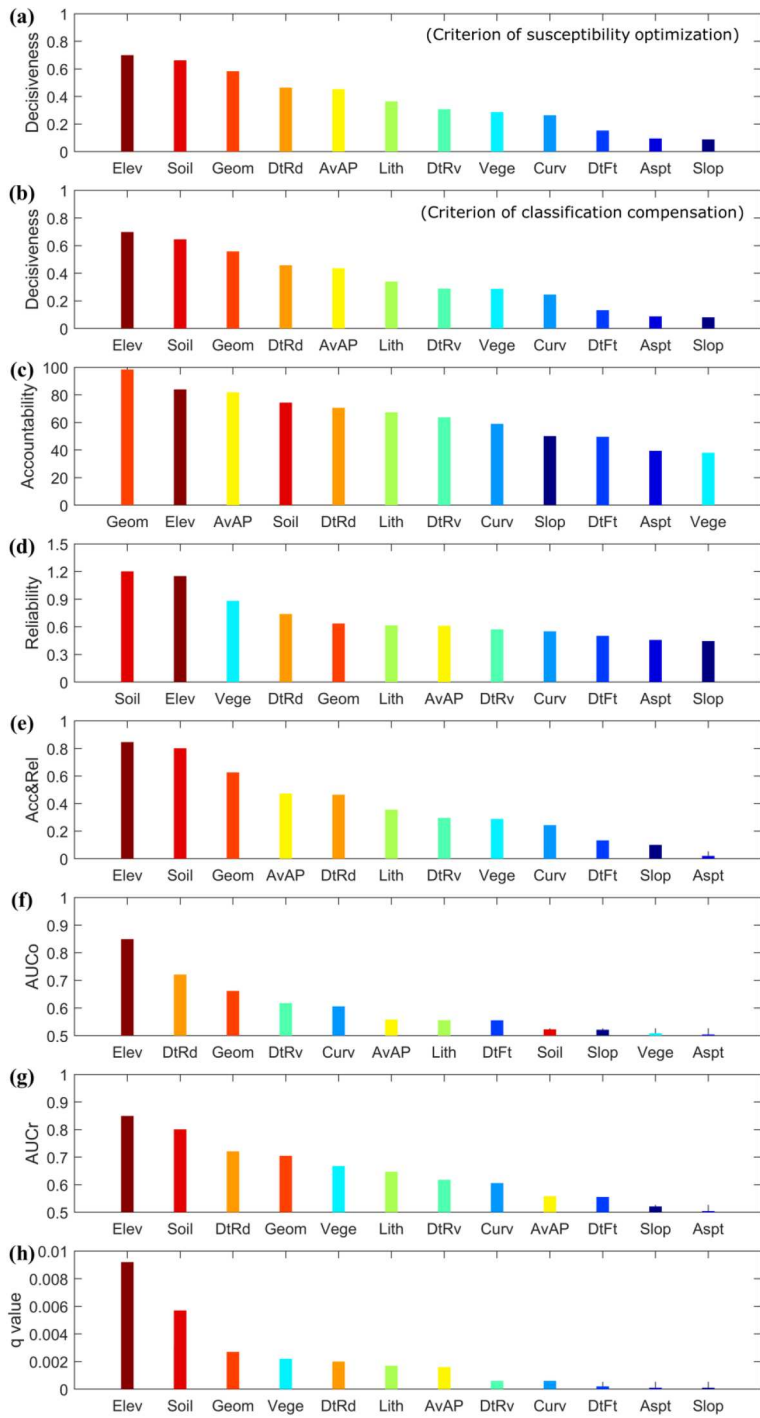 (a)
1
(Criterion of susceptibility optimization)
0.8
0.6
0.4
0.2
0
Decisiveness
Elev Soil Geom DtRd AvAP Lith DtRv Vege Curv DtFt Aspt Slop
(b)
1
(Criterion of classification compensation)
0.8
0.6
0.4
0.2
0
Decisiveness
Elev Soil Geom DtRd AvAP Lith DtRv Vege Curv DtFt Aspt Slop
(c)
100
80
60
40
20
0
Accountability
Geom Elev AvAP Soil DtRd Lith DtRv Curv Slop DtFt Aspt Vege
(d)
1.5
1.2
0.9
0.6
0.3
0
Reliability
Soil Elev Vege DtRd Geom Lith AvAP DtRv Curv DtFt Aspt Slop
(e)
1
0.8
0.6
0.4
0.2
0
Acc&Rel
Elev Soil Geom AvAP DtRd Lith DtRv Vege Curv DtFt Slop Aspt
(f)
1
0.9
0.8
0.7
0.6
0.5
AUCo
Elev DtRd Geom DtRv Curv AvAP Lith DtFt Soil Slop Vege Aspt
(g)
1
0.9
0.8
0.7
0.6
0.5
AUCr
Elev Soil DtRd Geom Vege Lith DtRv Curv AvAP DtFt Slop Aspt
(h)
0.01
0.008
0.006
0.004
0.002
0
q value
Elev Soil Geom Vege DtRd Lith AvAP DtRv Curv DtFt Aspt Slop